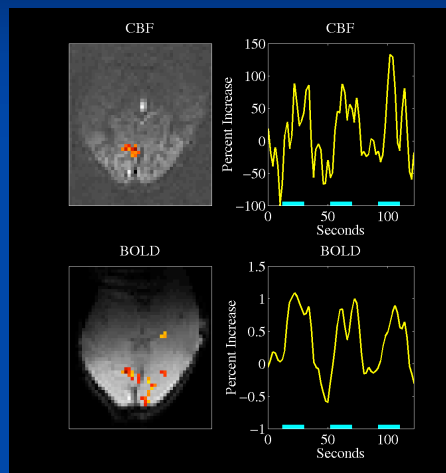 CBF
CBF
Percent Increase
150
100
50
0
−50
−100
0
50
100
Seconds
BOLD
BOLD
Percent Increase
1.5
1
0.5
0
−0.5
−1
0
50
100
Seconds